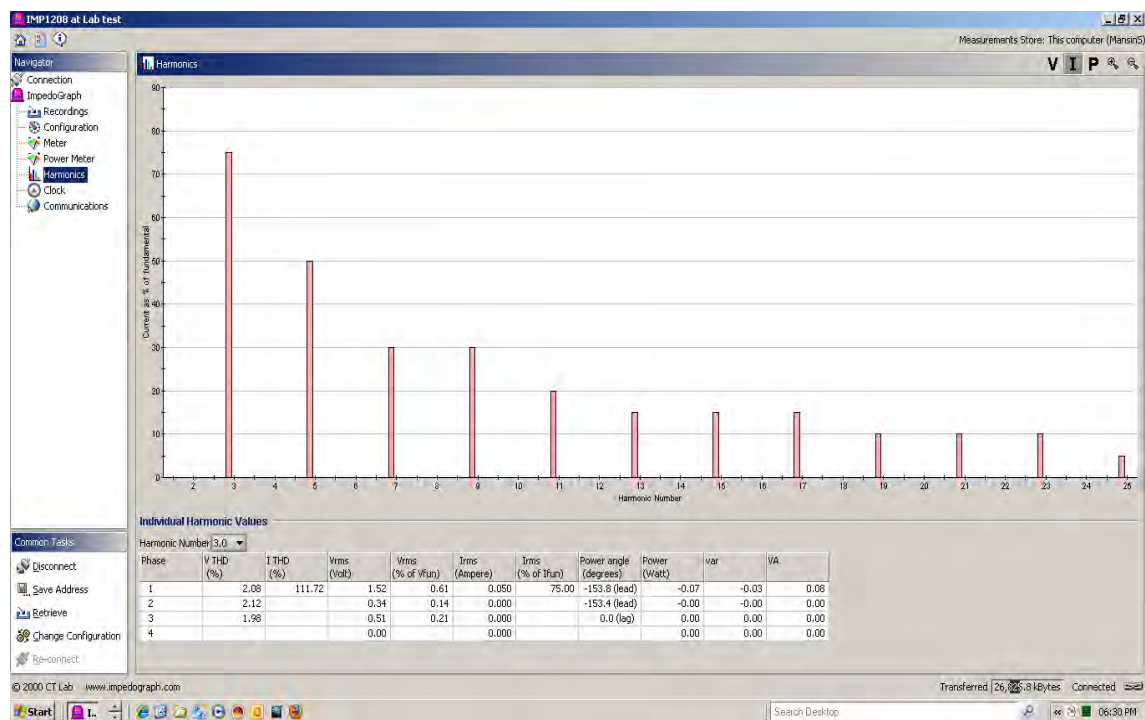 IMP1208 at Lab test
Measurements Store: This computer (MansinS)
Navigator
Connection
ImpedoGraph
Recordings
Configuration
Meter
Power Meter
Harmonics
Clock
Communications
Harmonics
V I P
Current as % of fundamental
90
80
70
60
50
40
30
20
10
0
2 3 4 5 6 7 8 9 10 11 12 13 14 15 16 17 18 19 20 21 22 23 24 25
Harmonic Number
Individual Harmonic Values
Harmonic Number 3.0
Phase V THD (%) I THD (%) Vrms (Volt) Vrms (% of Vfun) Irms (Ampere) Irms (% of Ifun) Power angle (degrees) Power (Watt) var VA
1 2.08 111.72 1.52 0.61 0.050 75.00 -153.8 (lead) -0.07 -0.03 0.08
2 2.12 0.34 0.14 0.000 -153.4 (lead) -0.00 -0.00 0.00
3 1.98 0.51 0.21 0.000 0.0 (lag) 0.00 0.00 0.00
4 0.00 0.000 0.00 0.00 0.00
Common Tasks
Disconnect
Save Address
Retrieve
Change Configuration
Re-connect
© 2000 CT Lab www.impedograph.com
Transferred kBytes Connected
Start I.. Search Desktop 06:30 PM